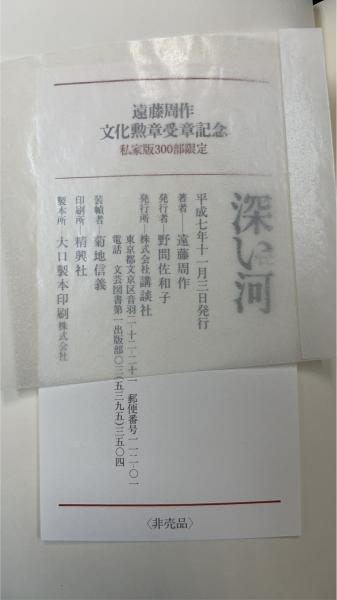 遠藤周作
文化勲章受章記念
私家版300部限定
深い河
平成七年十一月三日発行
著者 遠藤周作
発行者 野間佐和子
発行所 株式会社講談社
東京都文京区音羽二ー十二ー二十一 郵便番号一一二ー〇一
電話 文芸図書第一出版部〇三(五三九五)三五〇四
装幀者 菊地信義
印刷所 精興社
製本所 大口製本印刷株式会社
〈非売品〉